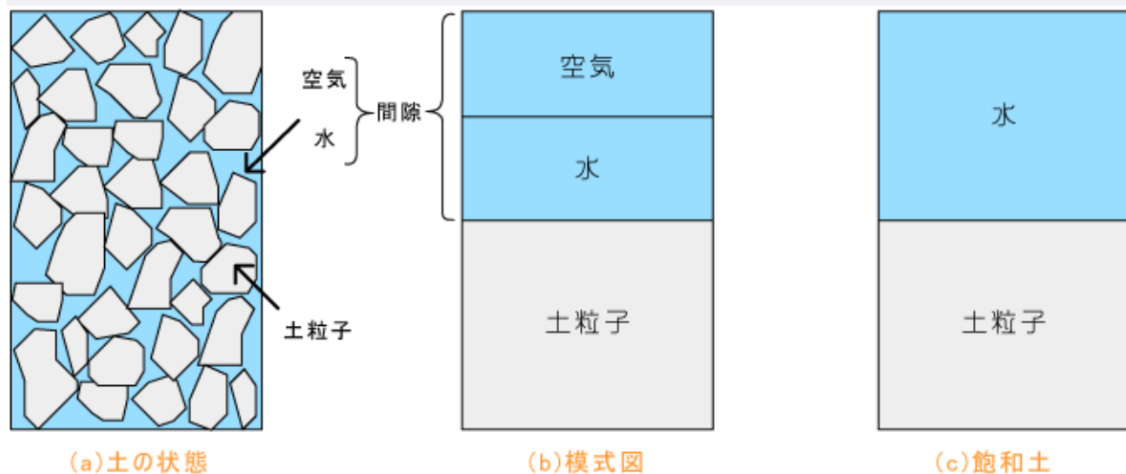 空気
水
間隙
土粒子
(a)土の状態
空気
水
土粒子
(b)模式図
水
土粒子
(c)飽和土